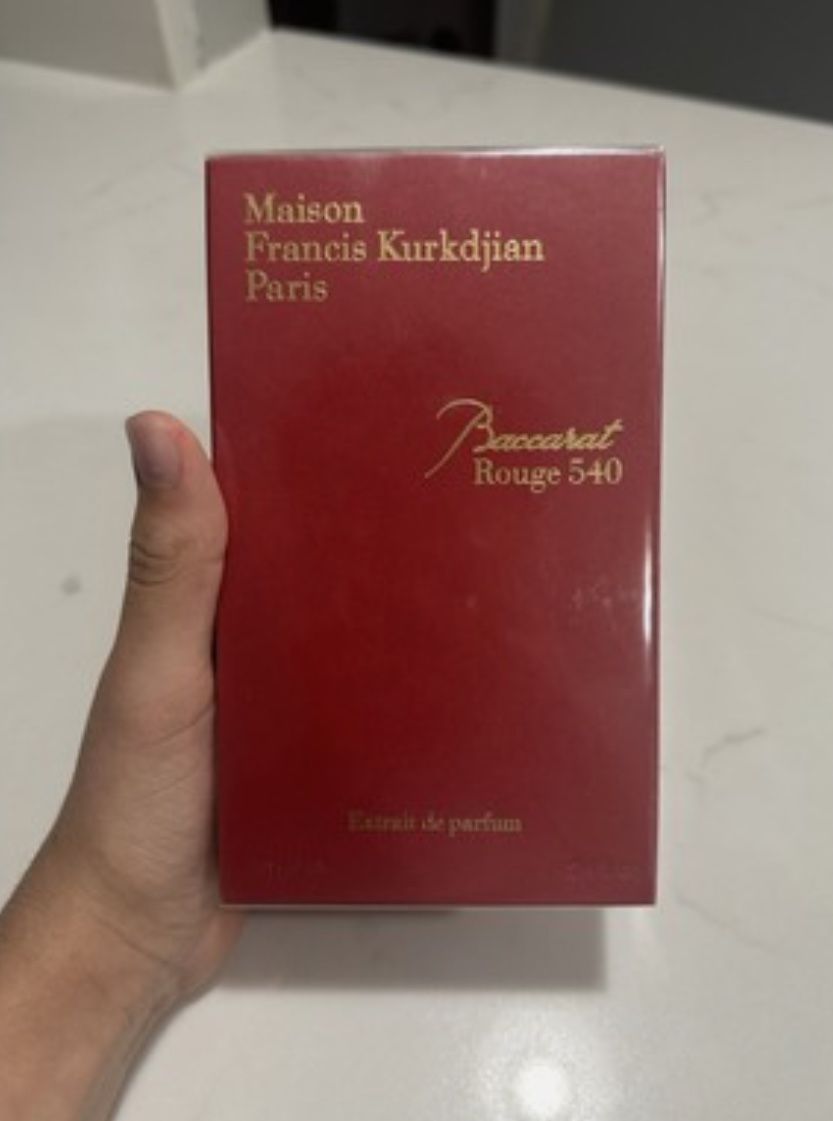 Maison
Francis Kurkdjian
Paris
Baccarat
Rouge 540
Extrait de parfum